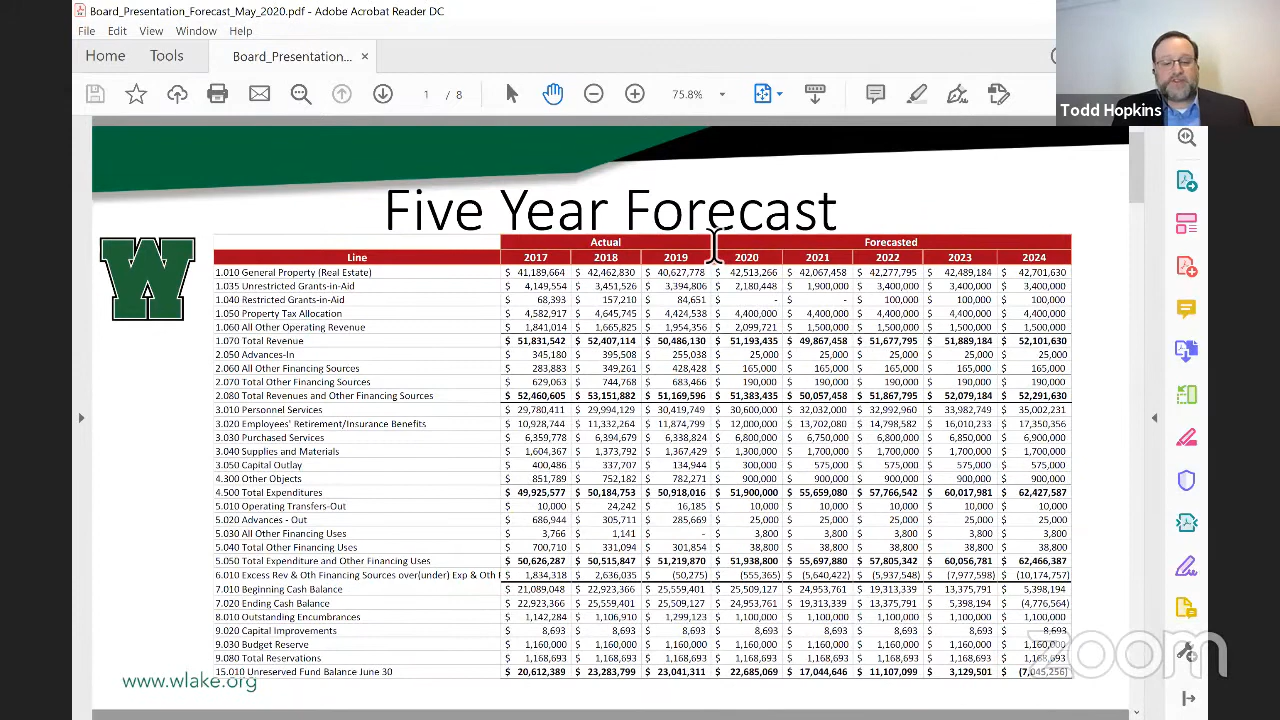 Board_Presentation_Forecast_May_2020.pdf - Adobe Acrobat Reader DC
File Edit View Window Help
Home Tools Board_Presentation... ×
1 / 8 75.8%
Todd Hopkins
Five Year Forecast
W
Actual Forecasted
Line 2017 2018 2019 2020 2021 2022 2023 2024
1.010 General Property (Real Estate) $ 41,189,664 $ 42,462,830 $ 40,627,778 $ 42,513,266 $ 42,067,458 $ 42,277,795 $ 42,489,184 $ 42,701,630
1.035 Unrestricted Grants-in-Aid $ 4,149,554 $ 3,451,526 $ 3,394,806 $ 2,180,448 $ 1,900,000 $ 3,400,000 $ 3,400,000 $ 3,400,000
1.040 Restricted Grants-in-Aid $ 68,393 $ 157,210 $ 84,651 $ - $ - $ 100,000 $ 100,000 $ 100,000
1.050 Property Tax Allocation $ 4,582,917 $ 4,645,745 $ 4,424,538 $ 4,400,000 $ 4,400,000 $ 4,400,000 $ 4,400,000 $ 4,400,000
1.060 All Other Operating Revenue $ 1,841,014 $ 1,665,825 $ 1,954,356 $ 2,099,721 $ 1,500,000 $ 1,500,000 $ 1,500,000 $ 1,500,000
1.070 Total Revenue $ 51,831,542 $ 52,407,114 $ 50,486,130 $ 51,193,435 $ 49,867,458 $ 51,677,795 $ 51,889,184 $ 52,101,630
2.050 Advances-In $ 345,180 $ 395,508 $ 255,038 $ 25,000 $ 25,000 $ 25,000 $ 25,000 $ 25,000
2.060 All Other Financing Sources $ 283,883 $ 349,261 $ 428,428 $ 165,000 $ 165,000 $ 165,000 $ 165,000 $ 165,000
2.070 Total Other Financing Sources $ 629,063 $ 744,768 $ 683,466 $ 190,000 $ 190,000 $ 190,000 $ 190,000 $ 190,000
2.080 Total Revenues and Other Financing Sources $ 52,460,605 $ 53,151,882 $ 51,169,596 $ 51,383,435 $ 50,057,458 $ 51,867,795 $ 52,079,184 $ 52,291,630
3.010 Personnel Services $ 29,780,411 $ 29,994,129 $ 30,419,749 $ 30,600,000 $ 32,032,000 $ 32,992,960 $ 33,982,749 $ 35,002,231
3.020 Employees' Retirement/Insurance Benefits $ 10,928,744 $ 11,332,264 $ 11,874,799 $ 12,000,000 $ 13,702,080 $ 14,798,582 $ 16,010,233 $ 17,350,356
3.030 Purchased Services $ 6,359,778 $ 6,394,679 $ 6,338,824 $ 6,800,000 $ 6,750,000 $ 6,800,000 $ 6,850,000 $ 6,900,000
3.040 Supplies and Materials $ 1,604,367 $ 1,373,792 $ 1,367,429 $ 1,300,000 $ 1,700,000 $ 1,700,000 $ 1,700,000 $ 1,700,000
3.050 Capital Outlay $ 400,486 $ 337,707 $ 134,944 $ 300,000 $ 575,000 $ 575,000 $ 575,000 $ 575,000
4.300 Other Objects $ 851,789 $ 752,182 $ 782,271 $ 900,000 $ 900,000 $ 900,000 $ 900,000 $ 900,000
4.500 Total Expenditures $ 49,925,577 $ 50,184,753 $ 50,918,016 $ 51,900,000 $ 55,659,080 $ 57,766,542 $ 60,017,981 $ 62,427,587
5.010 Operating Transfers-Out $ 10,000 $ 24,242 $ 16,185 $ 10,000 $ 10,000 $ 10,000 $ 10,000 $ 10,000
5.020 Advances - Out $ 686,944 $ 305,711 $ 285,669 $ 25,000 $ 25,000 $ 25,000 $ 25,000 $ 25,000
5.030 All Other Financing Uses $ 3,766 $ 1,141 $ - $ 3,800 $ 3,800 $ 3,800 $ 3,800 $ 3,800
5.040 Total Other Financing Uses $ 700,710 $ 331,094 $ 301,854 $ 38,800 $ 38,800 $ 38,800 $ 38,800 $ 38,800
5.050 Total Expenditure and Other Financing Uses $ 50,626,287 $ 50,515,847 $ 51,219,870 $ 51,938,800 $ 55,697,880 $ 57,805,342 $ 60,056,781 $ 62,466,387
6.010 Excess Rev & Oth Financing Sources over(under) Exp & Oth F $ 1,834,318 $ 2,636,035 $ (50,275) $ (555,365) $ (5,640,422) $ (5,937,548) $ (7,977,598) $ (10,174,757)
7.010 Beginning Cash Balance $ 21,089,048 $ 22,923,366 $ 25,559,401 $ 25,509,127 $ 24,953,761 $ 19,313,339 $ 13,375,791 $ 5,398,194
7.020 Ending Cash Balance $ 22,923,366 $ 25,559,401 $ 25,509,127 $ 24,953,761 $ 19,313,339 $ 13,375,791 $ 5,398,194 $ (4,776,564)
8.010 Outstanding Encumbrances $ 1,142,284 $ 1,106,910 $ 1,299,123 $ 1,100,000 $ 1,100,000 $ 1,100,000 $ 1,100,000 $ 1,100,000
9.020 Capital Improvements $ 8,693 $ 8,693 $ 8,693 $ 8,693 $ 8,693 $ 8,693 $ 8,693 $ 8,693
9.030 Budget Reserve $ 1,160,000 $ 1,160,000 $ 1,160,000 $ 1,160,000 $ 1,160,000 $ 1,160,000 $ 1,160,000 $ 1,160,000
9.080 Total Reservations $ 1,168,693 $ 1,168,693 $ 1,168,693 $ 1,168,693 $ 1,168,693 $ 1,168,693 $ 1,168,693 $ 1,168,693
15.010 Unreserved Fund Balance June 30 $ 20,612,389 $ 23,283,799 $ 23,041,311 $ 22,685,069 $ 17,044,646 $ 11,107,099 $ 3,129,501 $ (7,045,256)
www.wlake.org
zoom